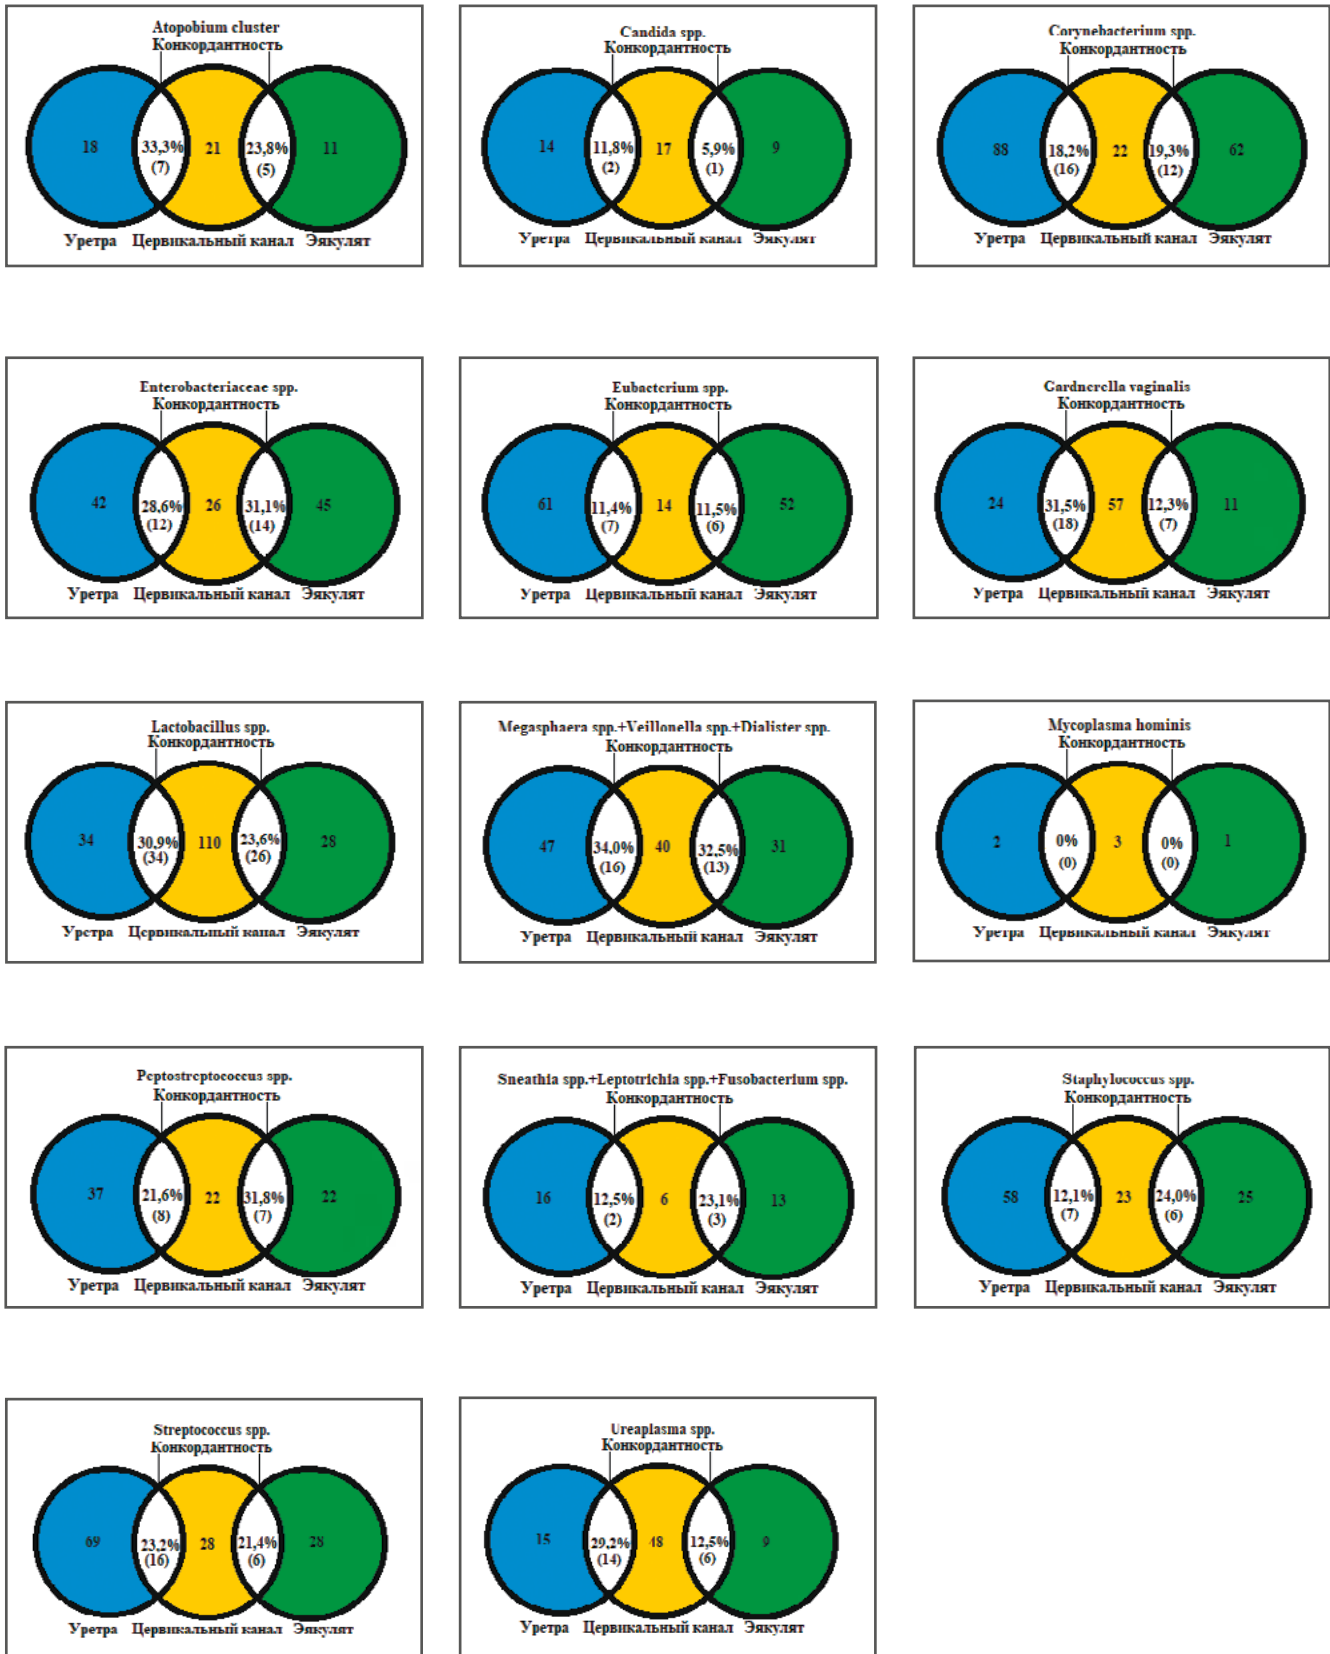 Atopobium cluster
Конкордантность
18
33,3%
(7)
21
23,8%
(5)
11
Уретра Цервикальный канал Эякулят
Candida spp.
Конкордантность
14
11,8%
(2)
17
5,9%
(1)
9
Уретра Цервикальный канал Эякулят
Corynebacterium spp.
Конкордантность
88
18,2%
(16)
22
19,3%
(12)
62
Уретра Цервикальный канал Эякулят
Enterobacteriaceae spp.
Конкордантность
42
28,6%
(12)
26
31,1%
(14)
45
Уретра Цервикальный канал Эякулят
Eubacterium spp.
Конкордантность
61
11,4%
(7)
14
11,5%
(6)
52
Уретра Цервикальный канал Эякулят
Gardnerella vaginalis
Конкордантность
24
31,5%
(18)
57
12,3%
(7)
11
Уретра Цервикальный канал Эякулят
Lactobacillus spp.
Конкордантность
34
30,9%
(34)
110
23,6%
(26)
28
Уретра Цервикальный канал Эякулят
Megasphaera spp.+Veillonella spp.+Dialister spp.
Конкордантность
47
34,0%
(16)
40
32,5%
(13)
31
Уретра Цервикальный канал Эякулят
Mycoplasma hominis
Конкордантность
2
0%
(0)
3
0%
(0)
1
Уретра Цервикальный канал Эякулят
Peptostreptococcus spp.
Конкордантность
37
21,6%
(8)
22
31,8%
(7)
22
Уретра Цервикальный канал Эякулят
Sneathia spp.+Leptotrichia spp.+Fusobacterium spp.
Конкордантность
16
12,5%
(2)
6
23,1%
(3)
13
Уретра Цервикальный канал Эякулят
Staphylococcus spp.
Конкордантность
58
12,1%
(7)
23
24,0%
(6)
25
Уретра Цервикальный канал Эякулят
Streptococcus spp.
Конкордантность
69
23,2%
(16)
28
21,4%
(6)
28
Уретра Цервикальный канал Эякулят
Ureaplasma spp.
Конкордантность
15
29,2%
(14)
48
12,5%
(6)
9
Уретра Цервикальный канал Эякулят